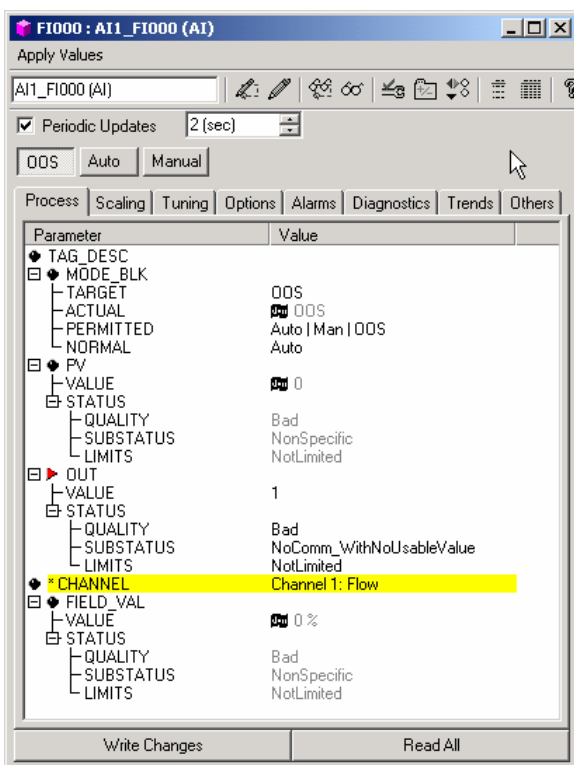 FI000 : AI1_FI000 (AI)
Apply Values
AI1_FI000 (AI)
Periodic Updates 2 (sec)
OOS Auto Manual
Process Scaling Tuning Options Alarms Diagnostics Trends Others
Parameter Value
TAG_DESC
MODE_BLK
TARGET OOS
ACTUAL OOS
PERMITTED Auto | Man | OOS
NORMAL Auto
PV
VALUE 0
STATUS
QUALITY Bad
SUBSTATUS NonSpecific
LIMITS NotLimited
OUT
VALUE 1
STATUS
QUALITY Bad
SUBSTATUS NoComm_WithNoUsableValue
LIMITS NotLimited
* CHANNEL Channel 1: Flow
FIELD_VAL
VALUE 0 %
STATUS
QUALITY Bad
SUBSTATUS NonSpecific
LIMITS NotLimited
Write Changes Read All